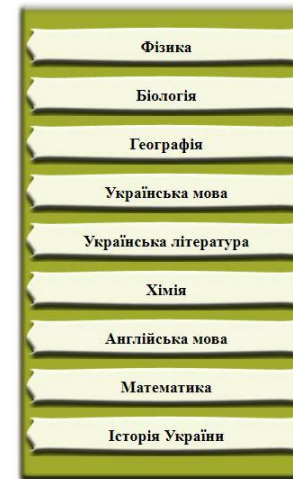 Фізика
Біологія
Географія
Українська мова
Українська література
Хімія
Англійська мова
Математика
Історія України